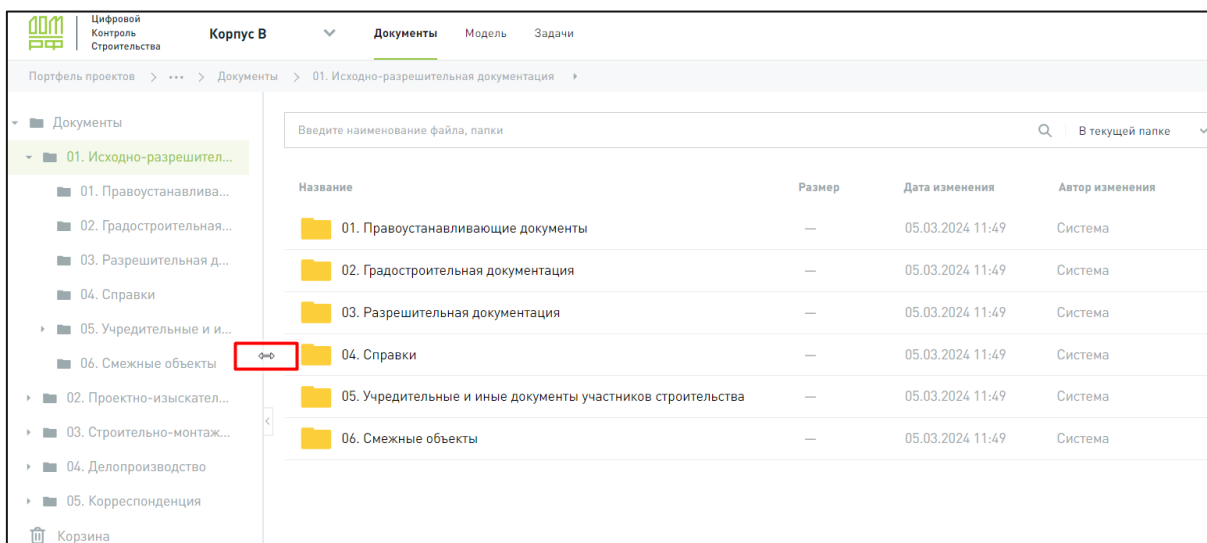 ДОМ РФ
Цифровой
Контроль
Строительства
Корпус В Документы Модель Задачи
Портфель проектов > ••• > Документы > 01. Исходно-разрешительная документация
Документы
01. Исходно-разрешител...
01. Правоустанавлива...
02. Градостроительная...
03. Разрешительная д...
04. Справки
05. Учредительные и и...
06. Смежные объекты
02. Проектно-изыскател...
03. Строительно-монтаж...
04. Делопроизводство
05. Корреспонденция
Корзина
Введите наименование файла, папки В текущей папке
Название Размер Дата изменения Автор изменения
01. Правоустанавливающие документы — 05.03.2024 11:49 Система
02. Градостроительная документация — 05.03.2024 11:49 Система
03. Разрешительная документация — 05.03.2024 11:49 Система
04. Справки — 05.03.2024 11:49 Система
05. Учредительные и иные документы участников строительства — 05.03.2024 11:49 Система
06. Смежные объекты — 05.03.2024 11:49 Система